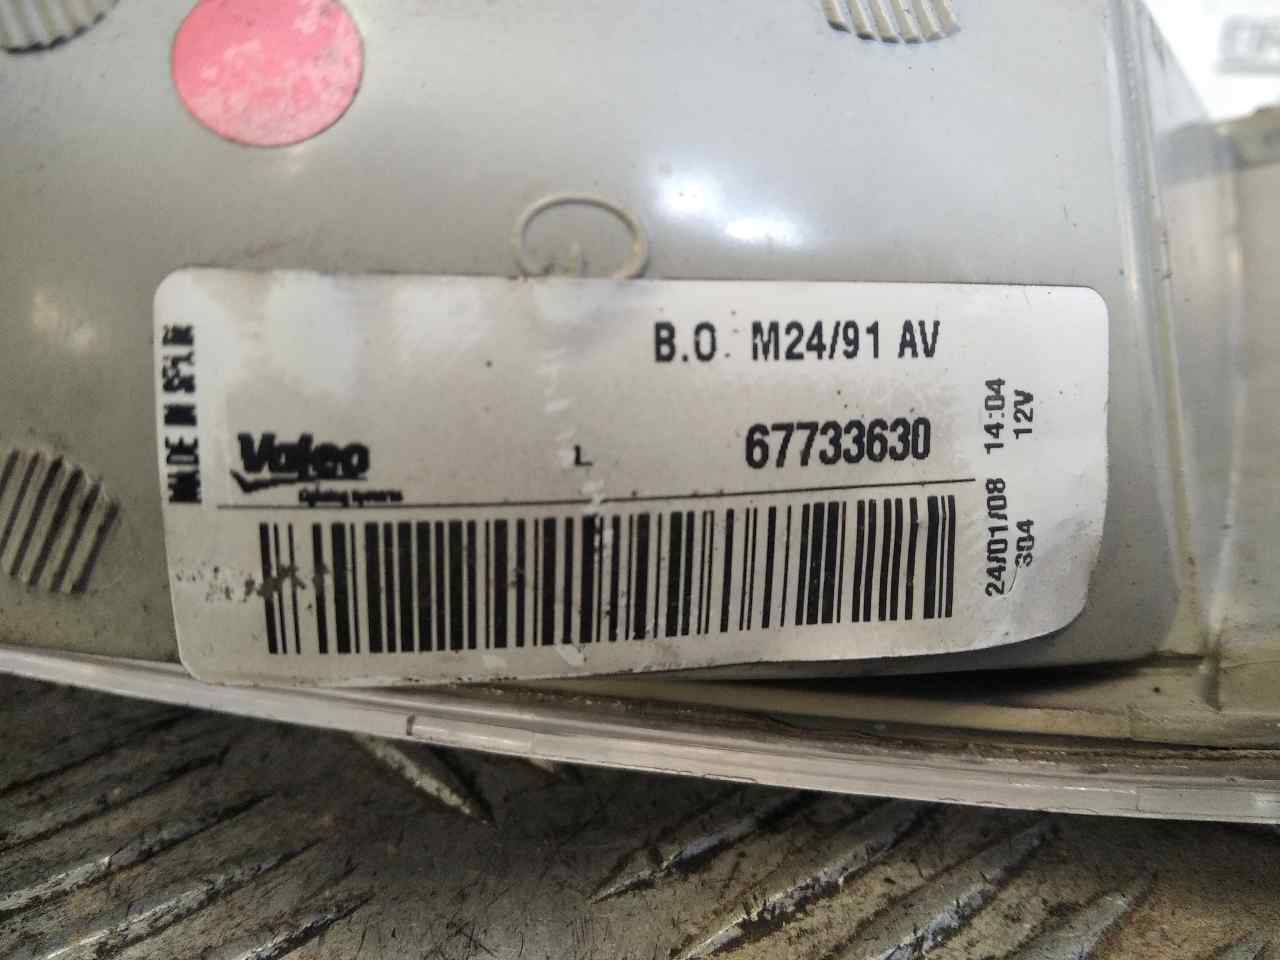 B.O. M24/91 AV
MADE IN SPAIN
Valeo
Lighting Systems
L
67733630
24/01/08 14:04
304 12V